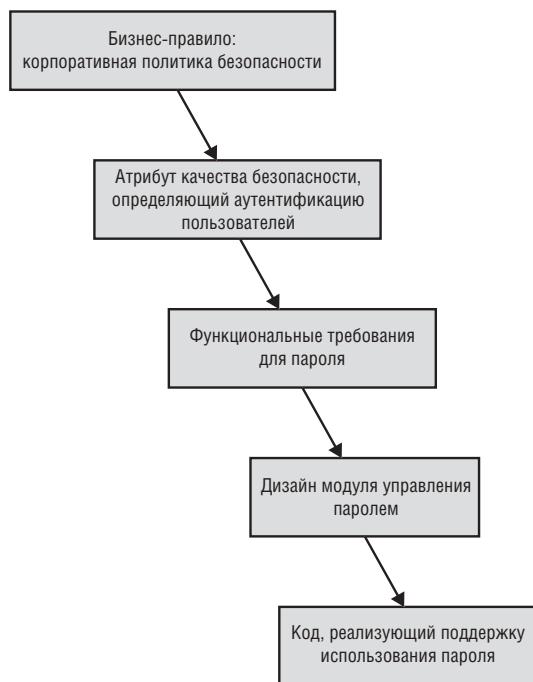 Бизнес-правило:
корпоративная политика безопасности
Атрибут качества безопасности,
определяющий аутентификацию
пользователей
Функциональные требования
для пароля
Дизайн модуля управления
паролем
Код, реализующий поддержку
использования пароля